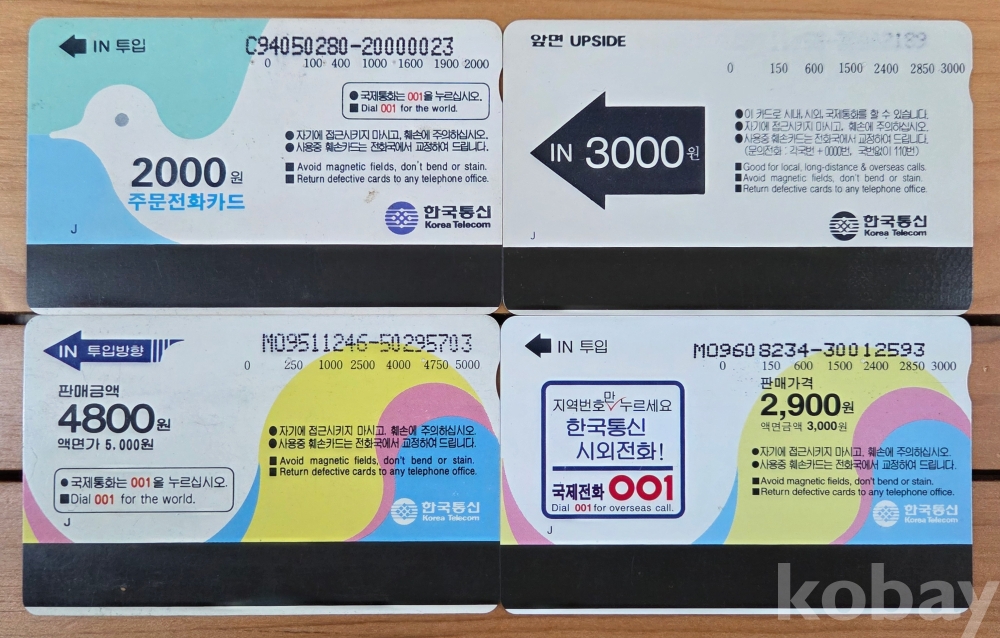 IN 투입
C94050280-20000023
0 100 400 1000 1600 1900 2000
● 국제통화는 001을 누르십시오.
■ Dial 001 for the world.
● 자기에 접근시키지 마시고, 훼손에 주의하십시오.
● 사용중 훼손카드는 전화국에서 교정하여 드립니다.
2000원
주문전화카드
■ Avoid magnetic fields, don't bend or stain.
■ Return defective cards to any telephone office.
J
한국통신
Korea Telecom
앞면 UPSIDE
0 150 600 1500 2400 2850 3000
IN 3000원
● 이 카드로 시내, 시외, 국제통화를 할 수 있습니다.
● 자기에 접근시키지 마시고, 훼손에 주의하십시오.
● 사용중 훼손카드는 전화국에서 교정하여 드립니다.
(문의전화 : 각국번 + 0000번, 국번없이 110번)
■ Good for local, long-distance & overseas calls.
■ Avoid magnetic fields, don't bend or stain.
■ Return defective cards to any telephone office.
J
한국통신
Korea Telecom
IN 투입방향
M09511246-50295703
0 250 1000 2500 4000 4750 5000
판매금액
4800원
액면가 5.000원
● 자기에 접근시키지 마시고, 훼손에 주의하십시오.
● 사용중 훼손카드는 전화국에서 교정하여 드립니다.
■ Avoid magnetic fields, don't bend or stain.
■ Return defective cards to any telephone office.
● 국제통화는 001을 누르십시오.
■ Dial 001 for the world.
J
한국통신
Korea Telecom
IN 투입
M09608234-30012593
0 150 600 1500 2400 2850 3000
판매가격
2,900원
액면금액 3,000원
만
지역번호 누르세요
한국통신
시외전화!
국제전화 001
Dial 001 for overseas call.
● 자기에 접근시키지 마시고, 훼손에 주의하십시오.
● 사용중 훼손카드는 전화국에서 교정하여 드립니다.
■ Avoid magnetic fields, don't bend or stain.
■ Return defective cards to any telephone office.
J
한국통신
Korea Telecom
kobay